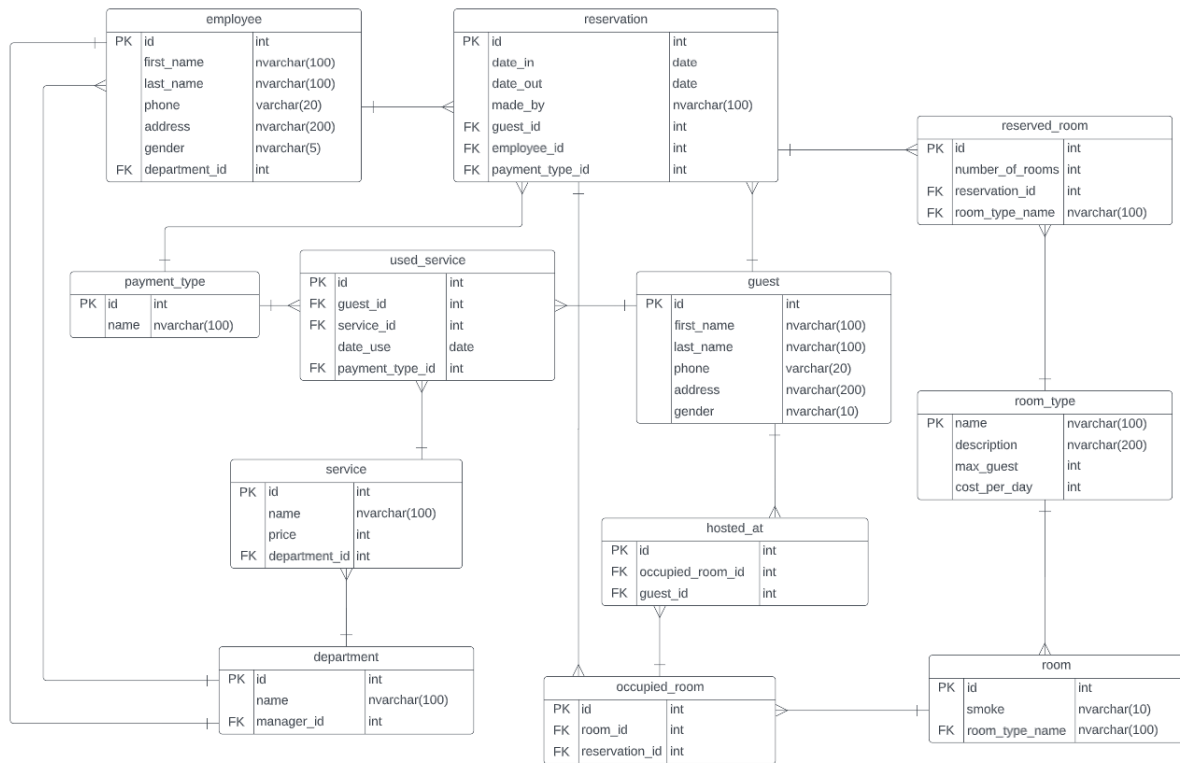 employee
PK id int
first_name nvarchar(100)
last_name nvarchar(100)
phone varchar(20)
address nvarchar(200)
gender nvarchar(5)
FK department_id int
reservation
PK id int
date_in date
date_out date
made_by nvarchar(100)
FK guest_id int
FK employee_id int
FK payment_type_id int
reserved_room
PK id int
number_of_rooms int
FK reservation_id int
FK room_type_name nvarchar(100)
payment_type
PK id int
name nvarchar(100)
used_service
PK id int
FK guest_id int
FK service_id int
date_use date
FK payment_type_id int
guest
PK id int
first_name nvarchar(100)
last_name nvarchar(100)
phone varchar(20)
address nvarchar(200)
gender nvarchar(10)
room_type
PK name nvarchar(100)
description nvarchar(200)
max_guest int
cost_per_day int
service
PK id int
name nvarchar(100)
price int
FK department_id int
hosted_at
PK id int
FK occupied_room_id int
FK guest_id int
department
PK id int
name nvarchar(100)
FK manager_id int
occupied_room
PK id int
FK room_id int
FK reservation_id int
room
PK id int
smoke nvarchar(10)
FK room_type_name nvarchar(100)